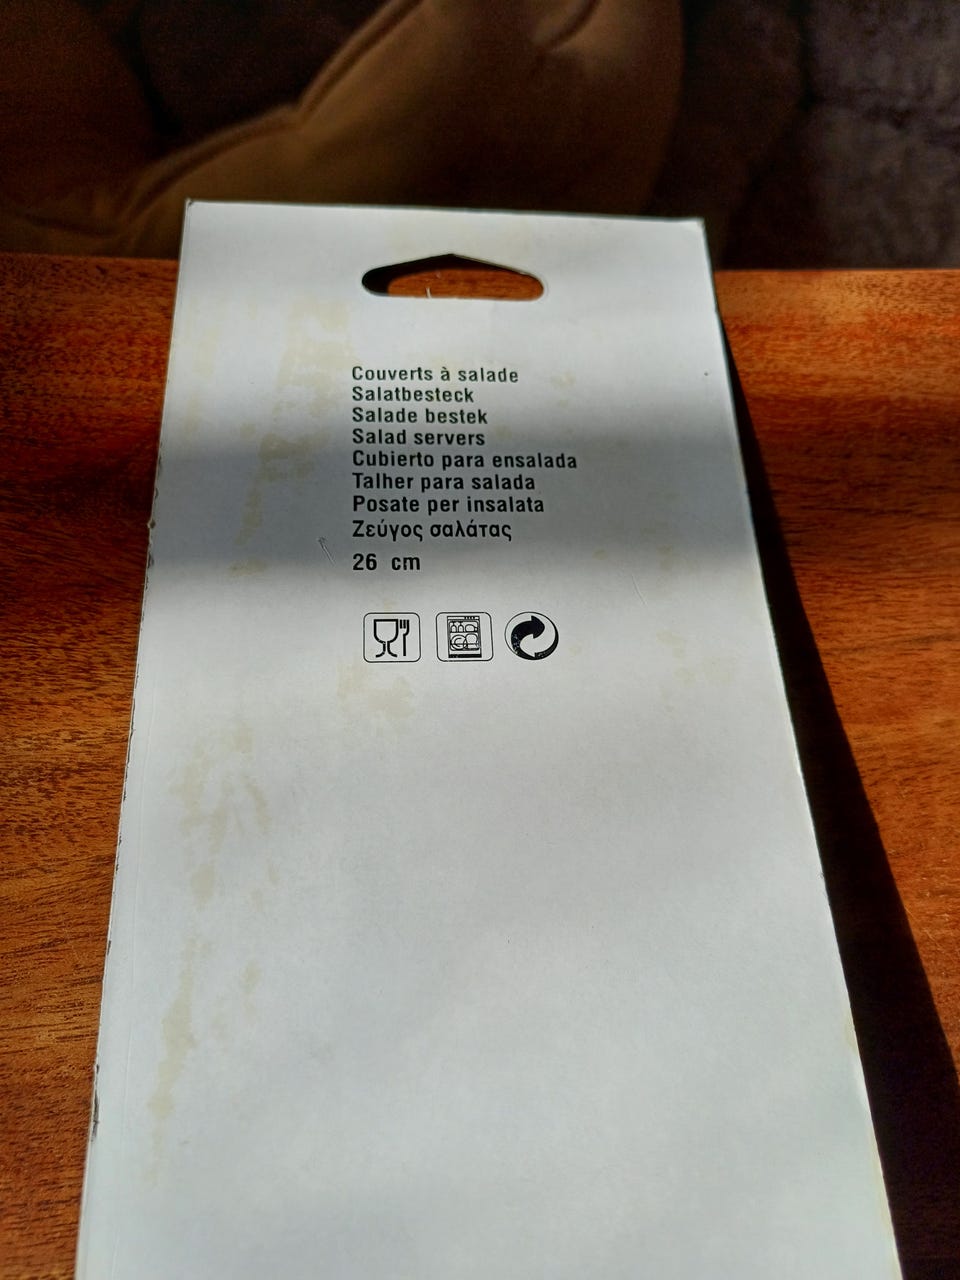 Couverts à salade
Salatbesteck
Salade bestek
Salad servers
Cubierto para ensalada
Talher para salada
Posate per insalata
Ζεύγος σαλάτας
26 cm